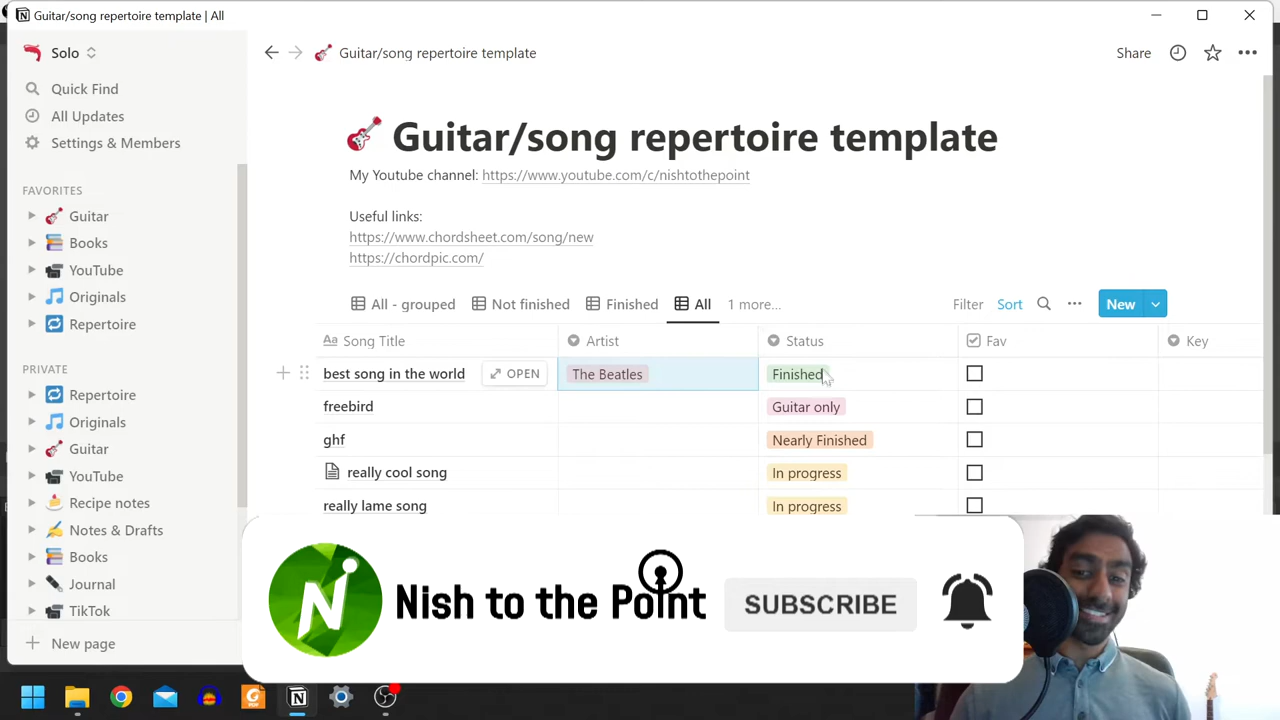 Guitar/song repertoire template | All
Solo
Quick Find
All Updates
Settings & Members
FAVORITES
Guitar
Books
YouTube
Originals
Repertoire
PRIVATE
Repertoire
Originals
Guitar
YouTube
Recipe notes
Notes & Drafts
Books
Journal
TikTok
New page
Guitar/song repertoire template
Share
Guitar/song repertoire template
My Youtube channel: https://www.youtube.com/c/nishtothepoint
Useful links:
https://www.chordsheet.com/song/new
https://chordpic.com/
All - grouped Not finished Finished All 1 more... Filter Sort New
Aa Song Title Artist Status Fav Key
best song in the world OPEN The Beatles Finished
freebird Guitar only
ghf Nearly Finished
really cool song In progress
really lame song In progress
N Nish to the Point SUBSCRIBE